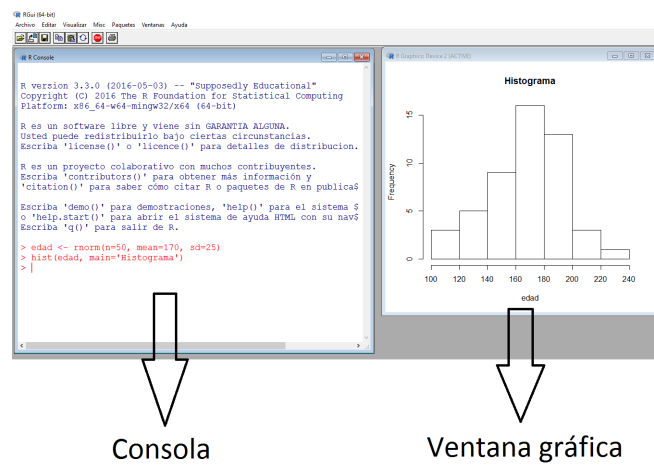 RGui (64-bit)
Archivo Editar Visualizar Misc Paquetes Ventanas Ayuda
R Console
R version 3.3.0 (2016-05-03) -- "Supposedly Educational"
Copyright (C) 2016 The R Foundation for Statistical Computing
Platform: x86_64-w64-mingw32/x64 (64-bit)
R es un software libre y viene sin GARANTIA ALGUNA.
Usted puede redistribuirlo bajo ciertas circunstancias.
Escriba 'license()' o 'licence()' para detalles de distribucion.
R es un proyecto colaborativo con muchos contribuyentes.
Escriba 'contributors()' para obtener más información y
'citation()' para saber cómo citar R o paquetes de R en publica$
Escriba 'demo()' para demostraciones, 'help()' para el sistema $
o 'help.start()' para abrir el sistema de ayuda HTML con su nav$
Escriba 'q()' para salir de R.
> edad <- rnorm(n=50, mean=170, sd=25)
> hist(edad, main='Histograma')
>
R Graphics: Device 2 (ACTIVE)
Histograma
Frequency
15
10
5
0
100 120 140 160 180 200 220 240
edad
Consola
Ventana gráfica